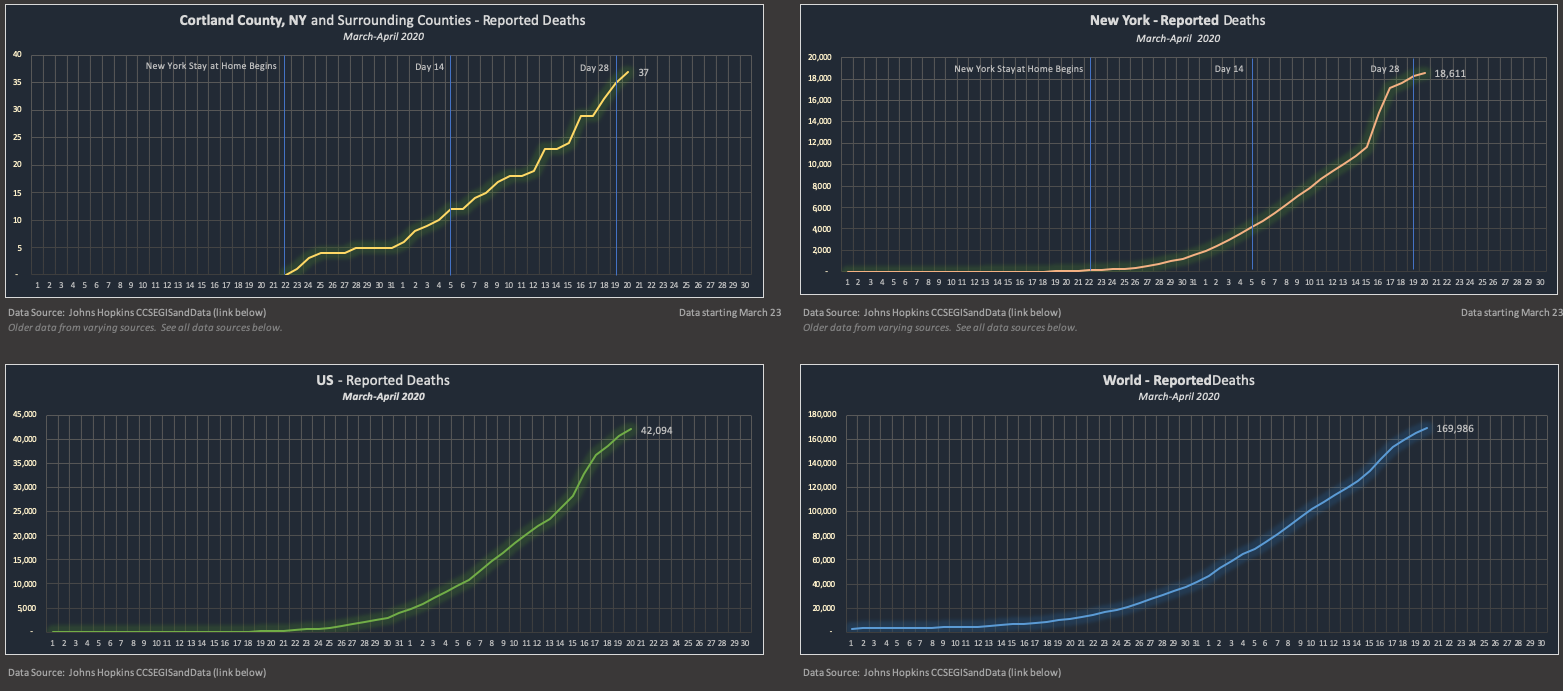 Cortland County, NY and Surrounding Counties - Reported Deaths
March-April 2020
40
35
30
25
20
15
10
5
-
New York Stay at Home Begins
Day 14
Day 28
37
1 2 3 4 5 6 7 8 9 10 11 12 13 14 15 16 17 18 19 20 21 22 23 24 25 26 27 28 29 30 31 1 2 3 4 5 6 7 8 9 10 11 12 13 14 15 16 17 18 19 20 21 22 23 24 25 26 27 28 29 30
Data Source: Johns Hopkins CCSEGISandData (link below)
Data starting March 23
Older data from varying sources. See all data sources below.
New York - Reported Deaths
March-April 2020
20,000
18,000
16,000
14,000
12,000
10,000
8,000
6,000
4,000
2000
-
New York Stay at Home Begins
Day 14
Day 28
18,611
1 2 3 4 5 6 7 8 9 10 11 12 13 14 15 16 17 18 19 20 21 22 23 24 25 26 27 28 29 30 31 1 2 3 4 5 6 7 8 9 10 11 12 13 14 15 16 17 18 19 20 21 22 23 24 25 26 27 28 29 30
Data Source: Johns Hopkins CCSEGISandData (link below)
Data starting March 23
Older data from varying sources. See all data sources below.
US - Reported Deaths
March-April 2020
45,000
40,000
35,000
30,000
25,000
20,000
15,000
10,000
5000
-
42,094
1 2 3 4 5 6 7 8 9 10 11 12 13 14 15 16 17 18 19 20 21 22 23 24 25 26 27 28 29 30 31 1 2 3 4 5 6 7 8 9 10 11 12 13 14 15 16 17 18 19 20 21 22 23 24 25 26 27 28 29 30
Data Source: Johns Hopkins CCSEGISandData (link below)
World - ReportedDeaths
March-April 2020
180,000
160,000
140,000
120,000
100,000
80,000
60,000
40,000
20,000
-
169,986
1 2 3 4 5 6 7 8 9 10 11 12 13 14 15 16 17 18 19 20 21 22 23 24 25 26 27 28 29 30 31 1 2 3 4 5 6 7 8 9 10 11 12 13 14 15 16 17 18 19 20 21 22 23 24 25 26 27 28 29 30
Data Source: Johns Hopkins CCSEGISandData (link below)